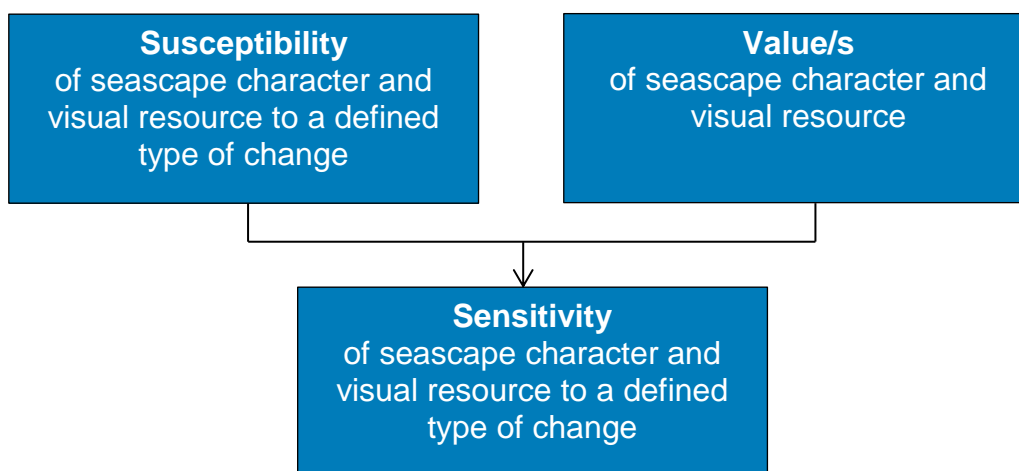 Susceptibility
of seascape character and
visual resource to a defined
type of change
Value/s
of seascape character and
visual resource
Sensitivity
of seascape character and
visual resource to a defined
type of change